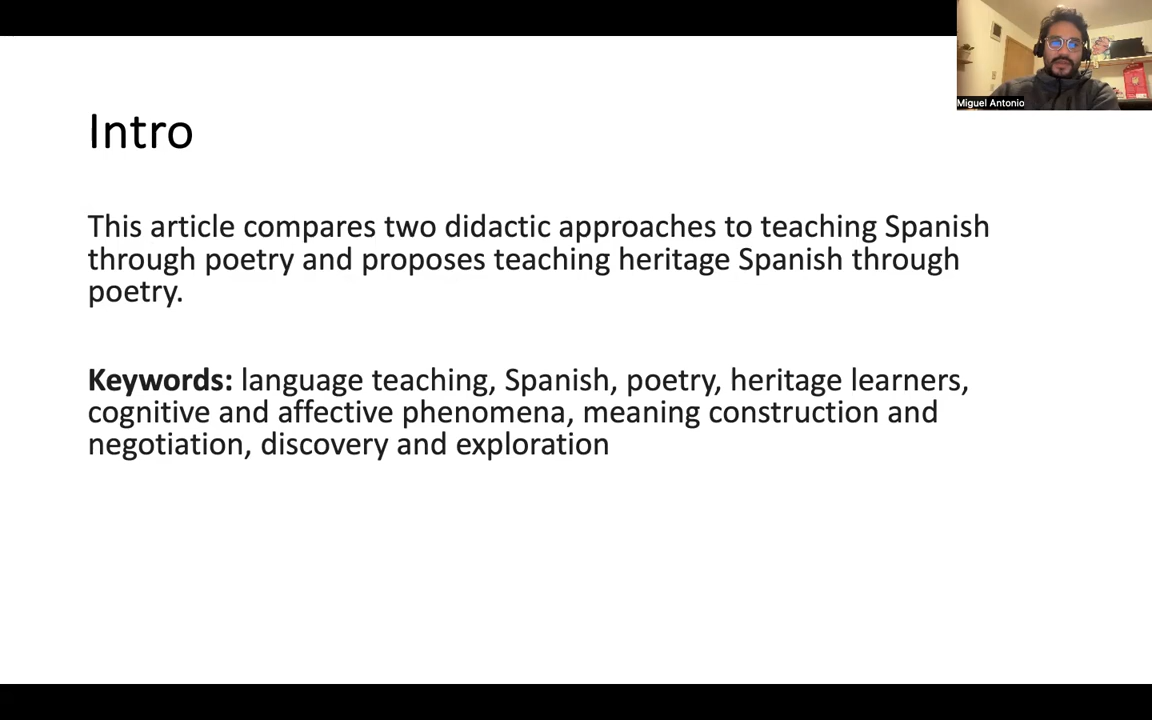 Miguel Antonio
Intro
This article compares two didactic approaches to teaching Spanish
through poetry and proposes teaching heritage Spanish through
poetry.
Keywords: language teaching, Spanish, poetry, heritage learners,
cognitive and affective phenomena, meaning construction and
negotiation, discovery and exploration